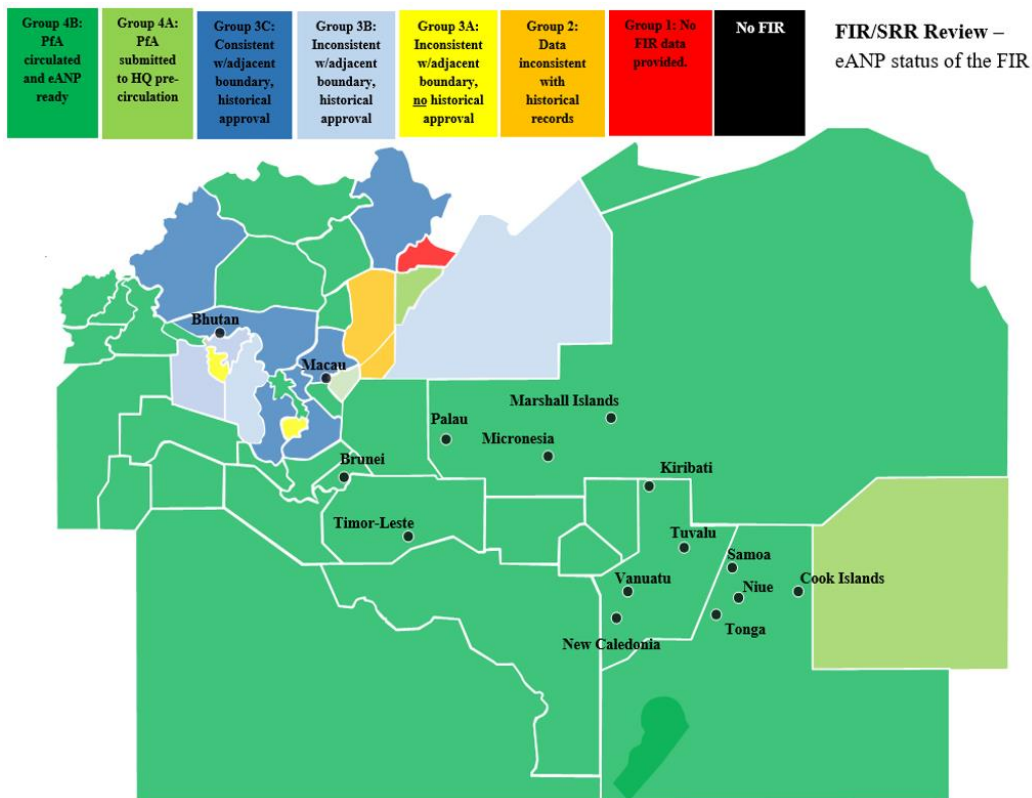 Group 4B:
PfA
circulated
and eANP
ready
Group 4A:
PfA
submitted
to HQ pre-
circulation
Group 3C:
Consistent
w/adjacent
boundary,
historical
approval
Group 3B:
Inconsistent
w/adjacent
boundary,
historical
approval
Group 3A:
Inconsistent
w/adjacent
boundary,
no historical
approval
Group 2:
Data
inconsistent
with
historical
records
Group 1: No
FIR data
provided.
No FIR
FIR/SRR Review –
eANP status of the FIR
Bhutan
Macau
Marshall Islands
Palau
Micronesia
Brunei
Kiribati
Timor-Leste
Tuvalu
Samoa
Vanuatu
Niue
Cook Islands
New Caledonia
Tonga